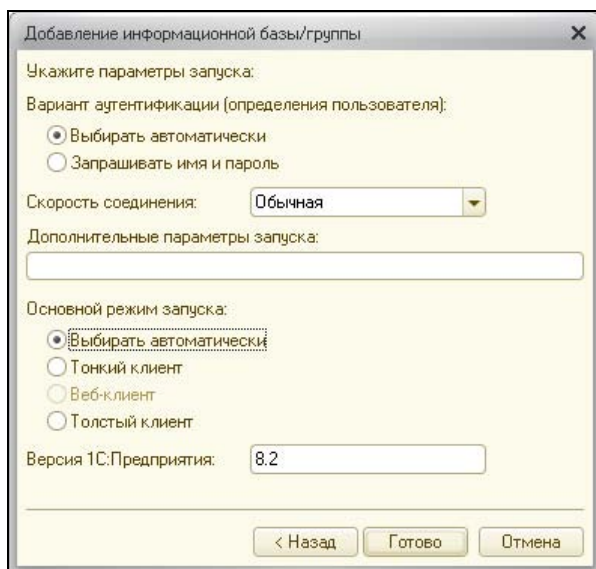 Добавление информационной базы/группы
Укажите параметры запуска:
Вариант аутентификации (определения пользователя):
Выбирать автоматически
Запрашивать имя и пароль
Скорость соединения: Обычная
Дополнительные параметры запуска:
Основной режим запуска:
Выбирать автоматически
Тонкий клиент
Веб-клиент
Толстый клиент
Версия 1С:Предприятия: 8.2
< Назад Готово Отмена